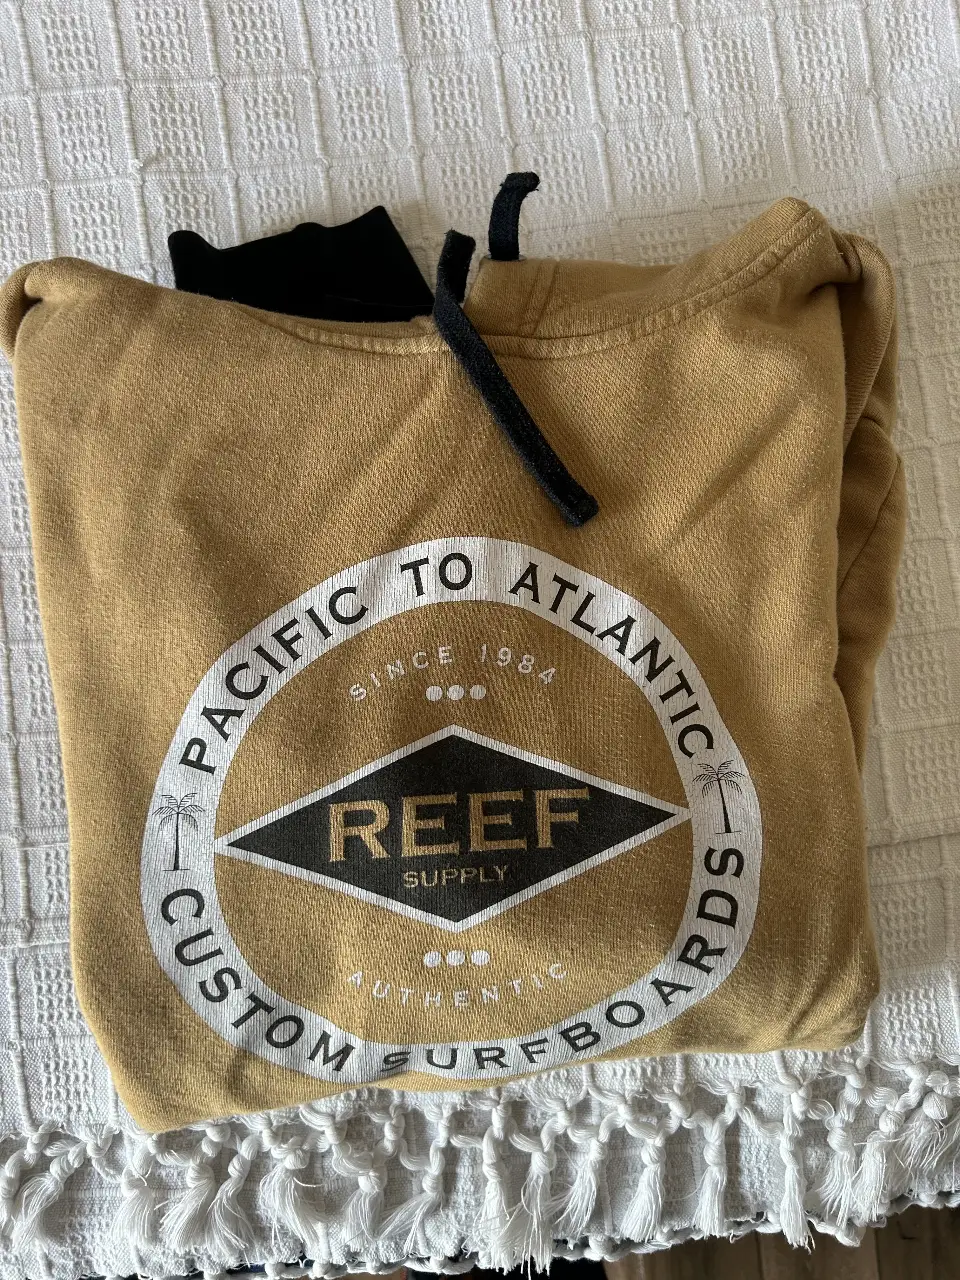 PACIFIC TO ATLANTIC
SINCE 1984
REEF
SUPPLY
AUTHENTIC
CUSTOM SURFBOARDS